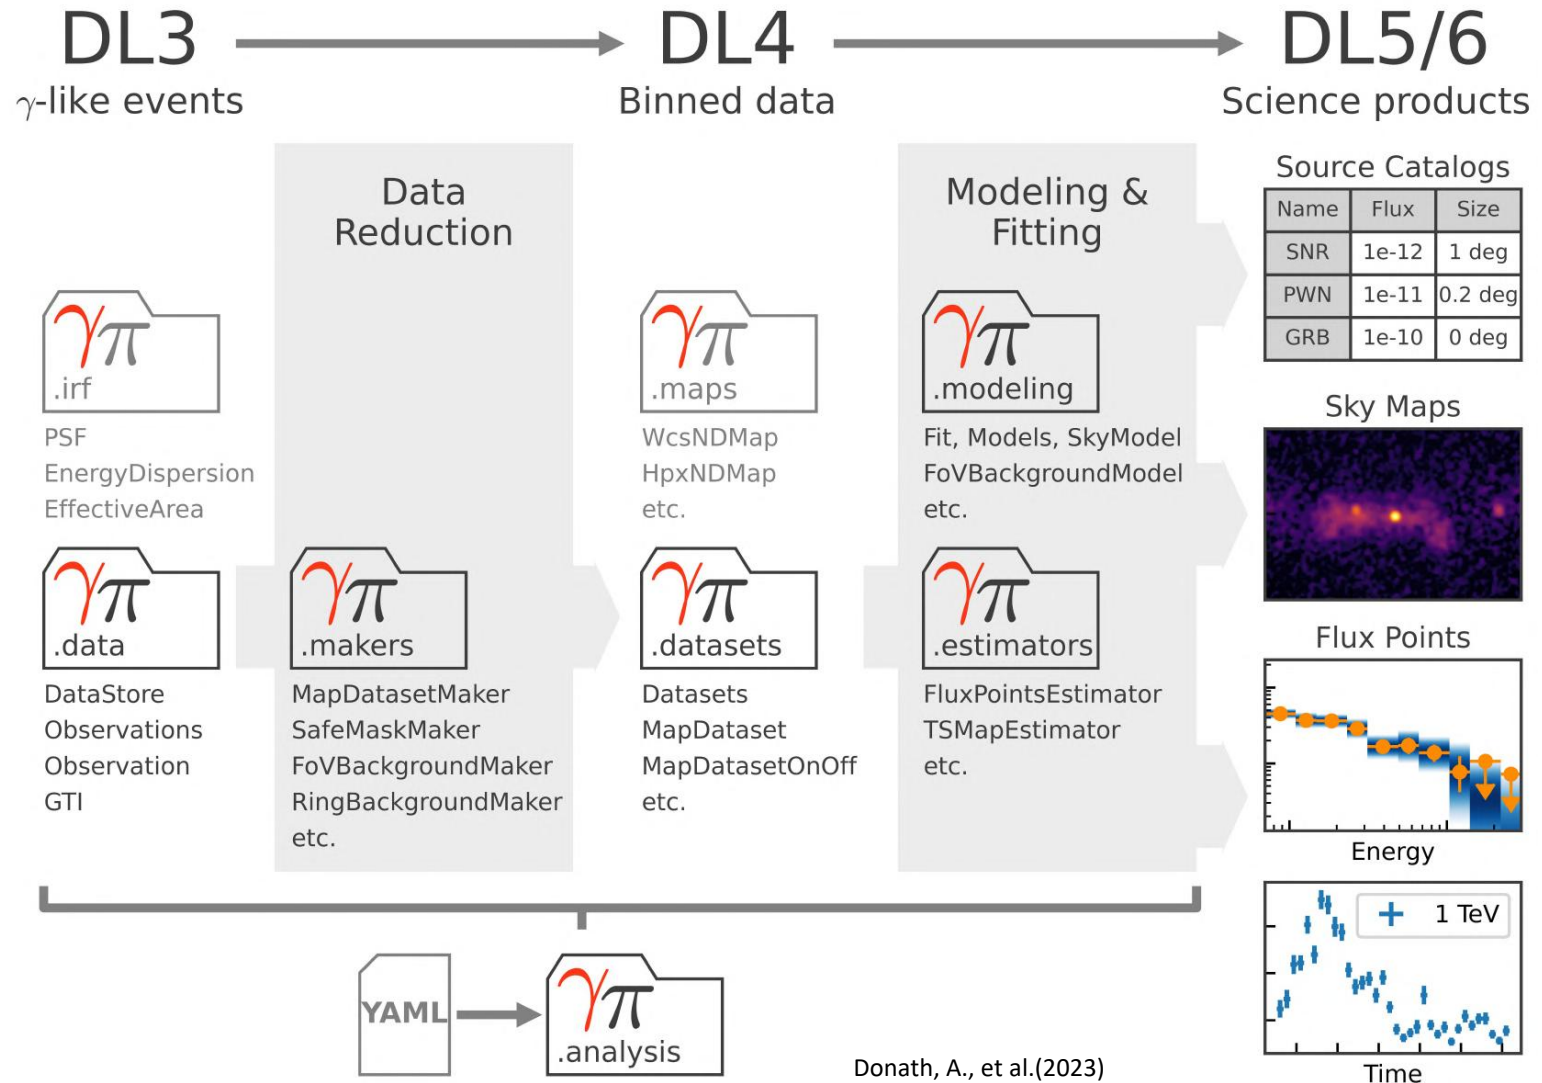 DL3
γ-like events
DL4
Binned data
DL5/6
Science products
Data
Reduction
Modeling &
Fitting
γπ
.irf
PSF
EnergyDispersion
EffectiveArea
γπ
.data
DataStore
Observations
Observation
GTI
γπ
.makers
MapDatasetMaker
SafeMaskMaker
FoVBackgroundMaker
RingBackgroundMaker
etc.
γπ
.maps
WcsNDMap
HpxNDMap
etc.
γπ
.datasets
Datasets
MapDataset
MapDatasetOnOff
etc.
γπ
.modeling
Fit, Models, SkyModel
FoVBackgroundModel
etc.
γπ
.estimators
FluxPointsEstimator
TSMapEstimator
etc.
Source Catalogs
Name Flux Size
SNR 1e-12 1 deg
PWN 1e-11 0.2 deg
GRB 1e-10 0 deg
Sky Maps
Flux Points
Energy
1 TeV
Time
YAML
γπ
.analysis
Donath, A., et al.(2023)